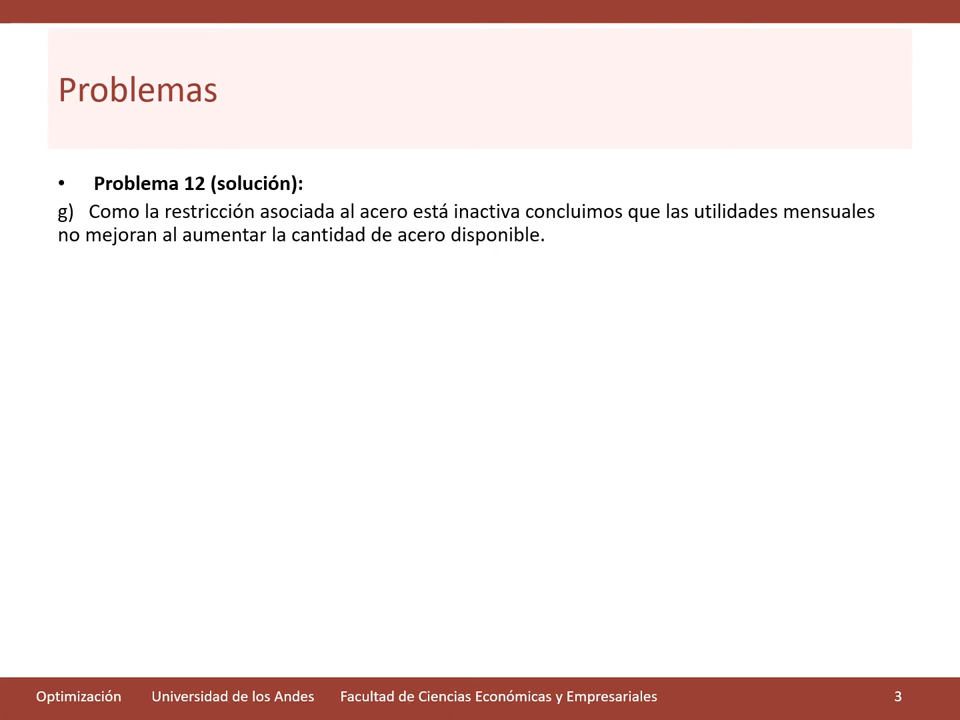 Problemas
• Problema 12 (solución):
g) Como la restricción asociada al acero está inactiva concluimos que las utilidades mensuales
no mejoran al aumentar la cantidad de acero disponible.
Optimización Universidad de los Andes Facultad de Ciencias Económicas y Empresariales 3